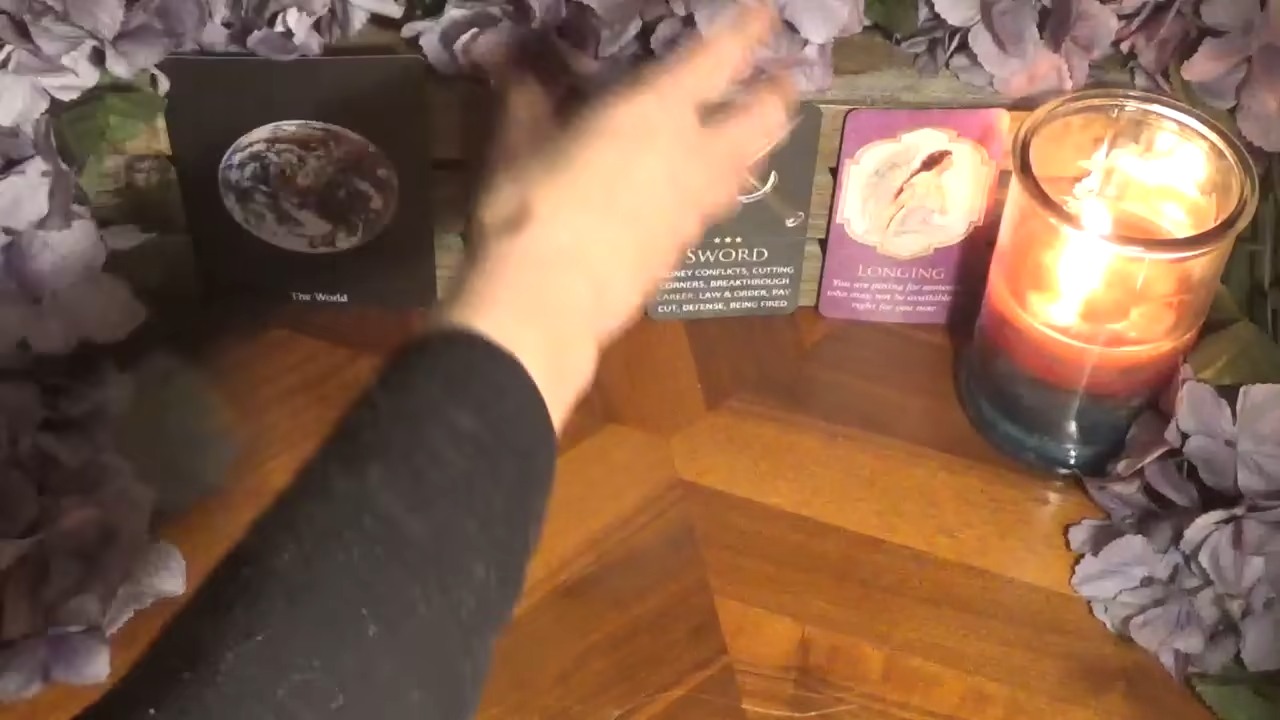 The World
SWORD
CONFLICTS, CUTTING
CORNERS, BREAKTHROUGH
CAREER: LAW & ORDER, PAY
CUT, DEFENSE, BEING FIRED
LONGING
You are pining for
who may not be available
right for you now